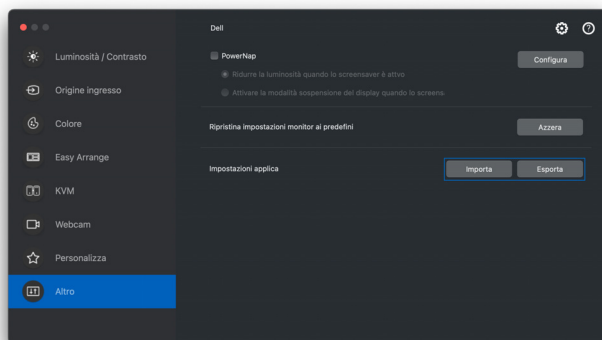 Dell
Luminosità / Contrasto
PowerNap
Configura
Ridurre la luminosità quando lo screensaver è attivo
Origine ingresso
Attivare la modalità sospensione del display quando lo screens
Colore
Ripristina impostazioni monitor ai predefini
Azzera
Easy Arrange
Impostazioni applica
Importa
Esporta
KVM
Webcam
Personalizza
Altro